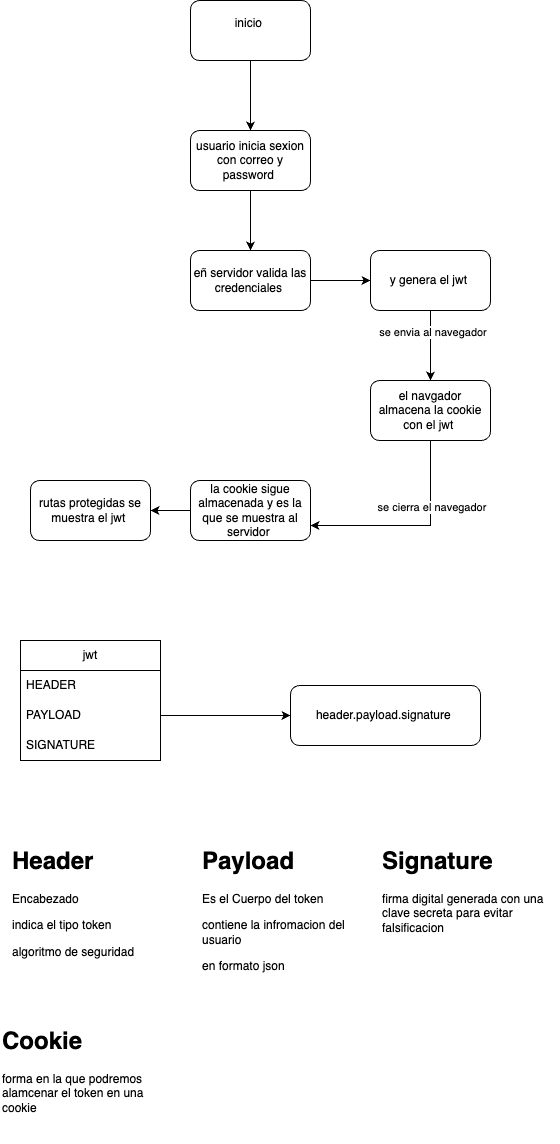 inicio
usuario inicia sexion
con correo y
password
eñ servidor valida las
credenciales
y genera el jwt
se envia al navegador
el navgador
almacena la cookie
con el jwt
se cierra el navegador
la cookie sigue
almacenada y es la
que se muestra al
servidor
rutas protegidas se
muestra el jwt
jwt
HEADER
PAYLOAD
SIGNATURE
header.payload.signature
Header
Encabezado
indica el tipo token
algoritmo de seguridad
Payload
Es el Cuerpo del token
contiene la infromacion del
usuario
en formato json
Signature
firma digital generada con una
clave secreta para evitar
falsificacion
Cookie
forma en la que podremos
alamcenar el token en una
cookie